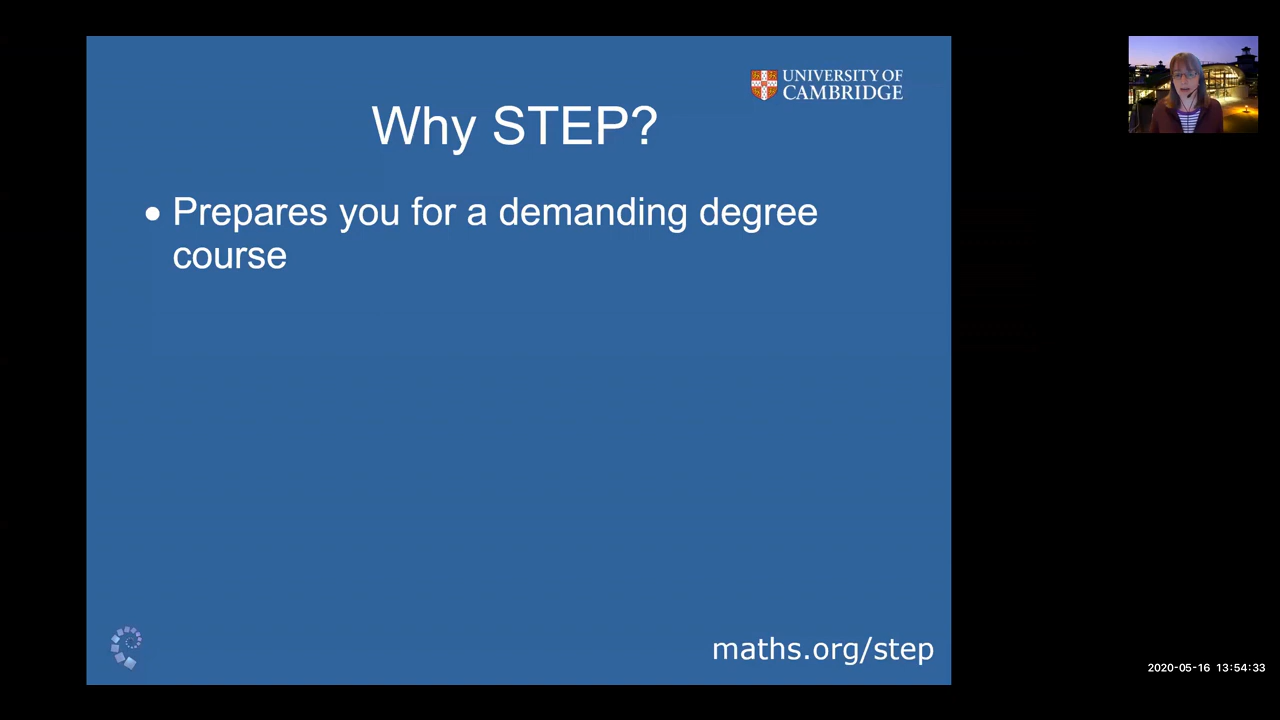 UNIVERSITY OF
CAMBRIDGE
Why STEP?
• Prepares you for a demanding degree
course
maths.org/step
2020-05-16 13:54:33